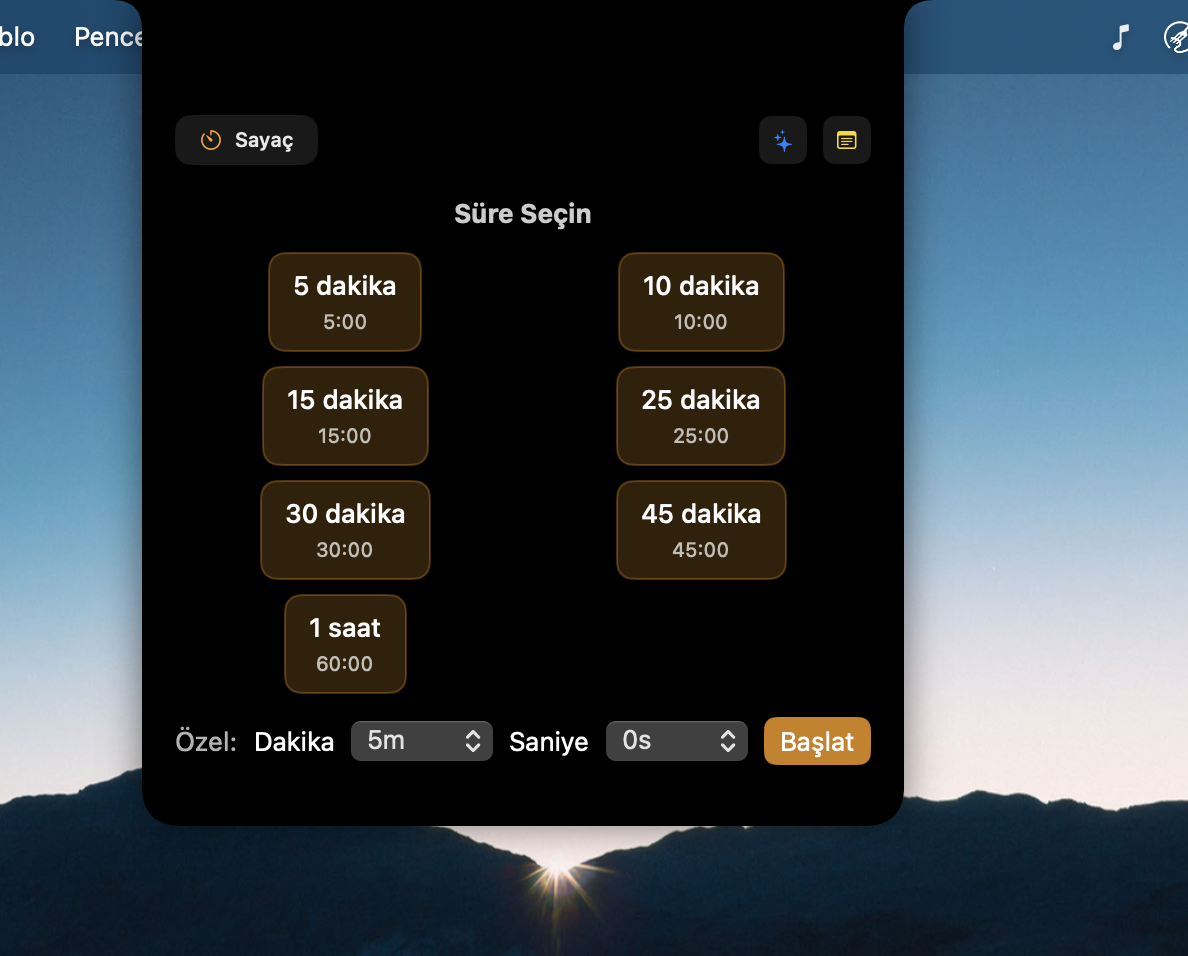 blo Pence
Sayaç
Süre Seçin
5 dakika
5:00
10 dakika
10:00
15 dakika
15:00
25 dakika
25:00
30 dakika
30:00
45 dakika
45:00
1 saat
60:00
Özel: Dakika 5m Saniye 0s Başlat